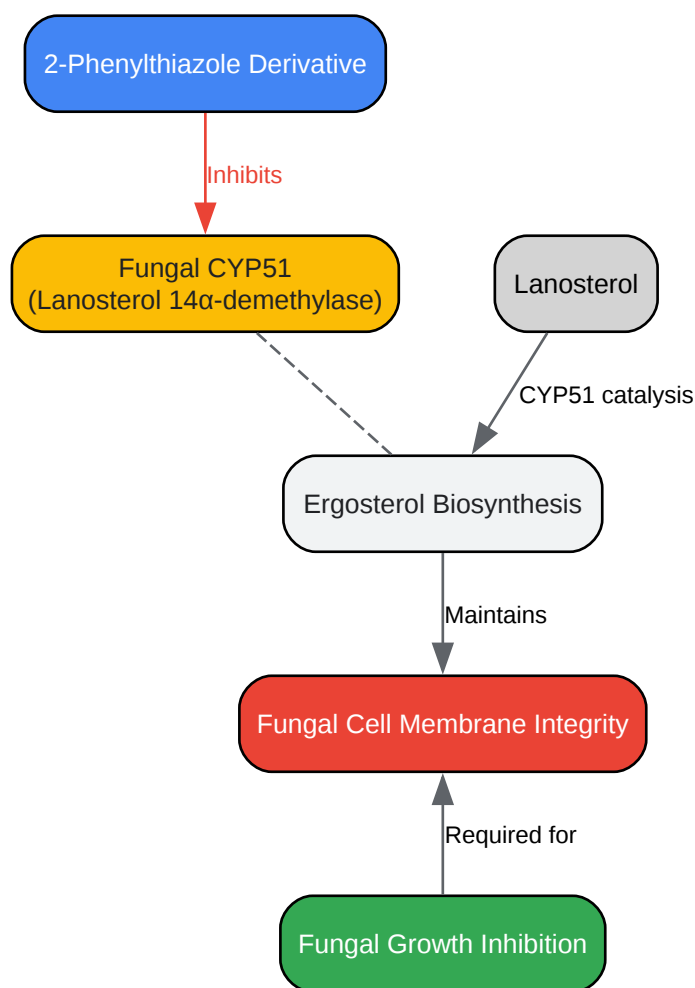 2-Phenylthiazole Derivative
Inhibits
Fungal CYP51
(Lanosterol 14α-demethylase)
Lanosterol
CYP51 catalysis
Ergosterol Biosynthesis
Maintains
Fungal Cell Membrane Integrity
Required for
Fungal Growth Inhibition